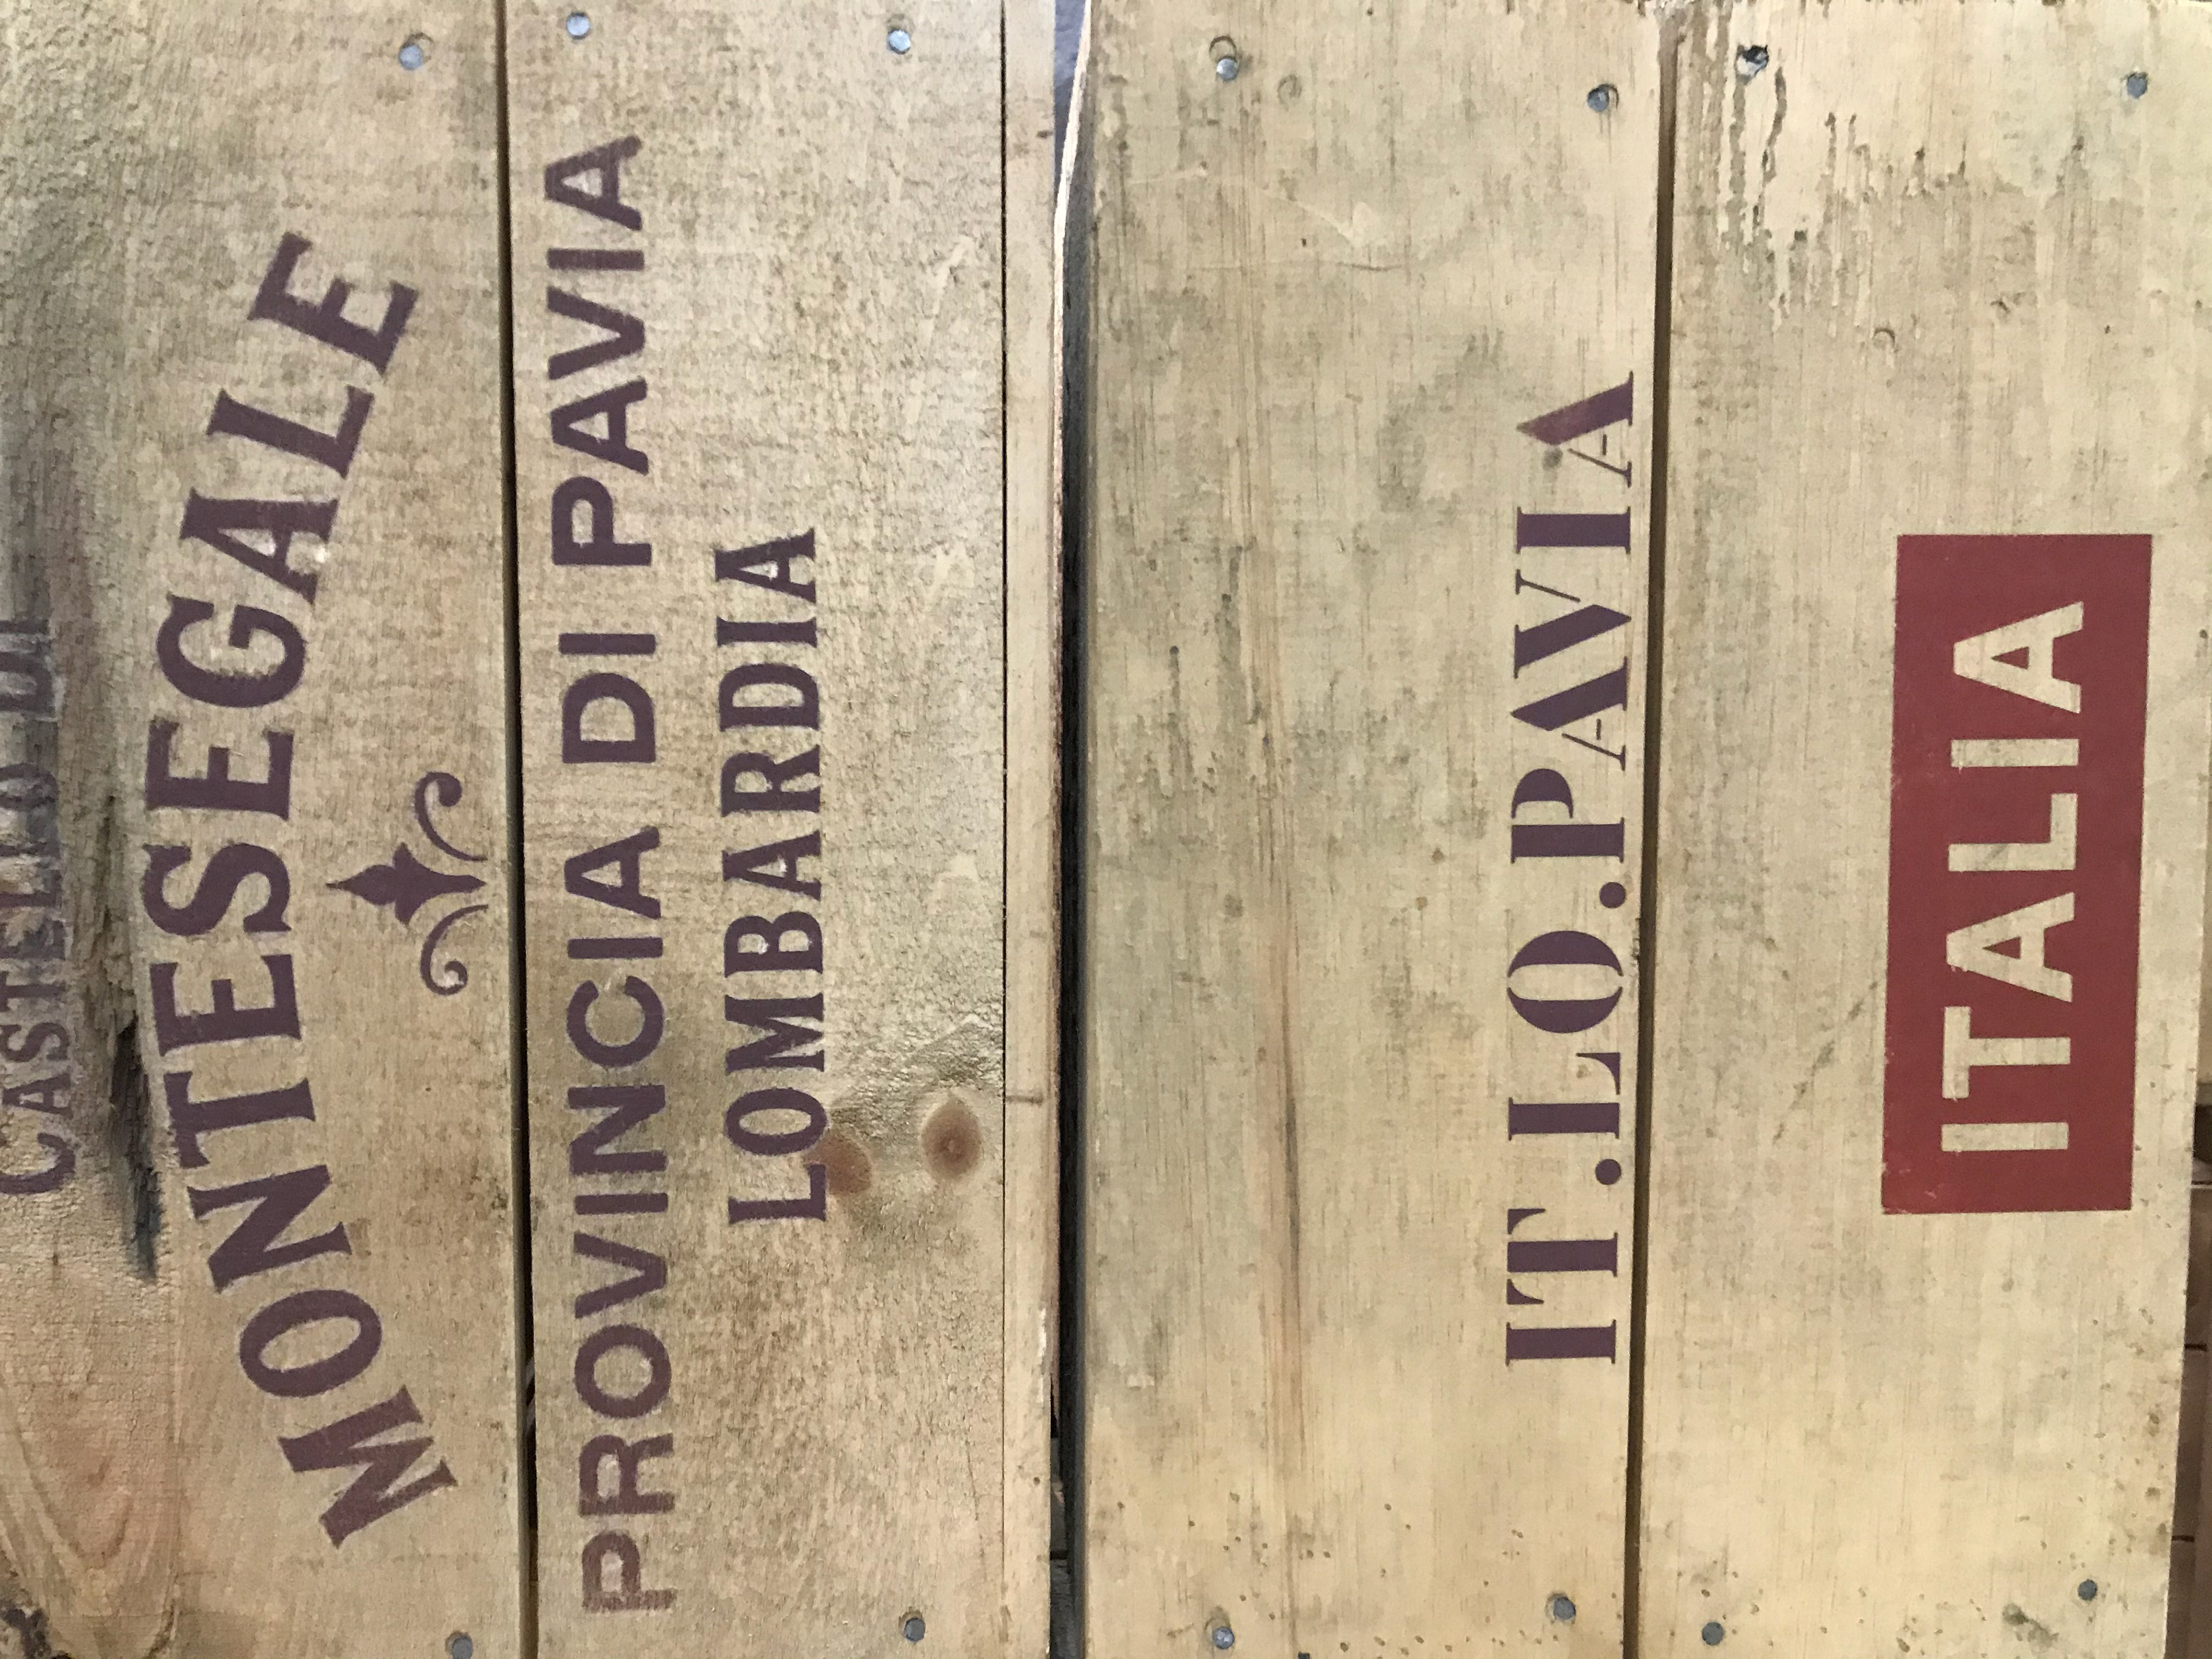 CASTELLO DI
MONTESEGALE
PROVINCIA DI PAVIA
LOMBARDIA
IT.LO.PAVIA
ITALIA